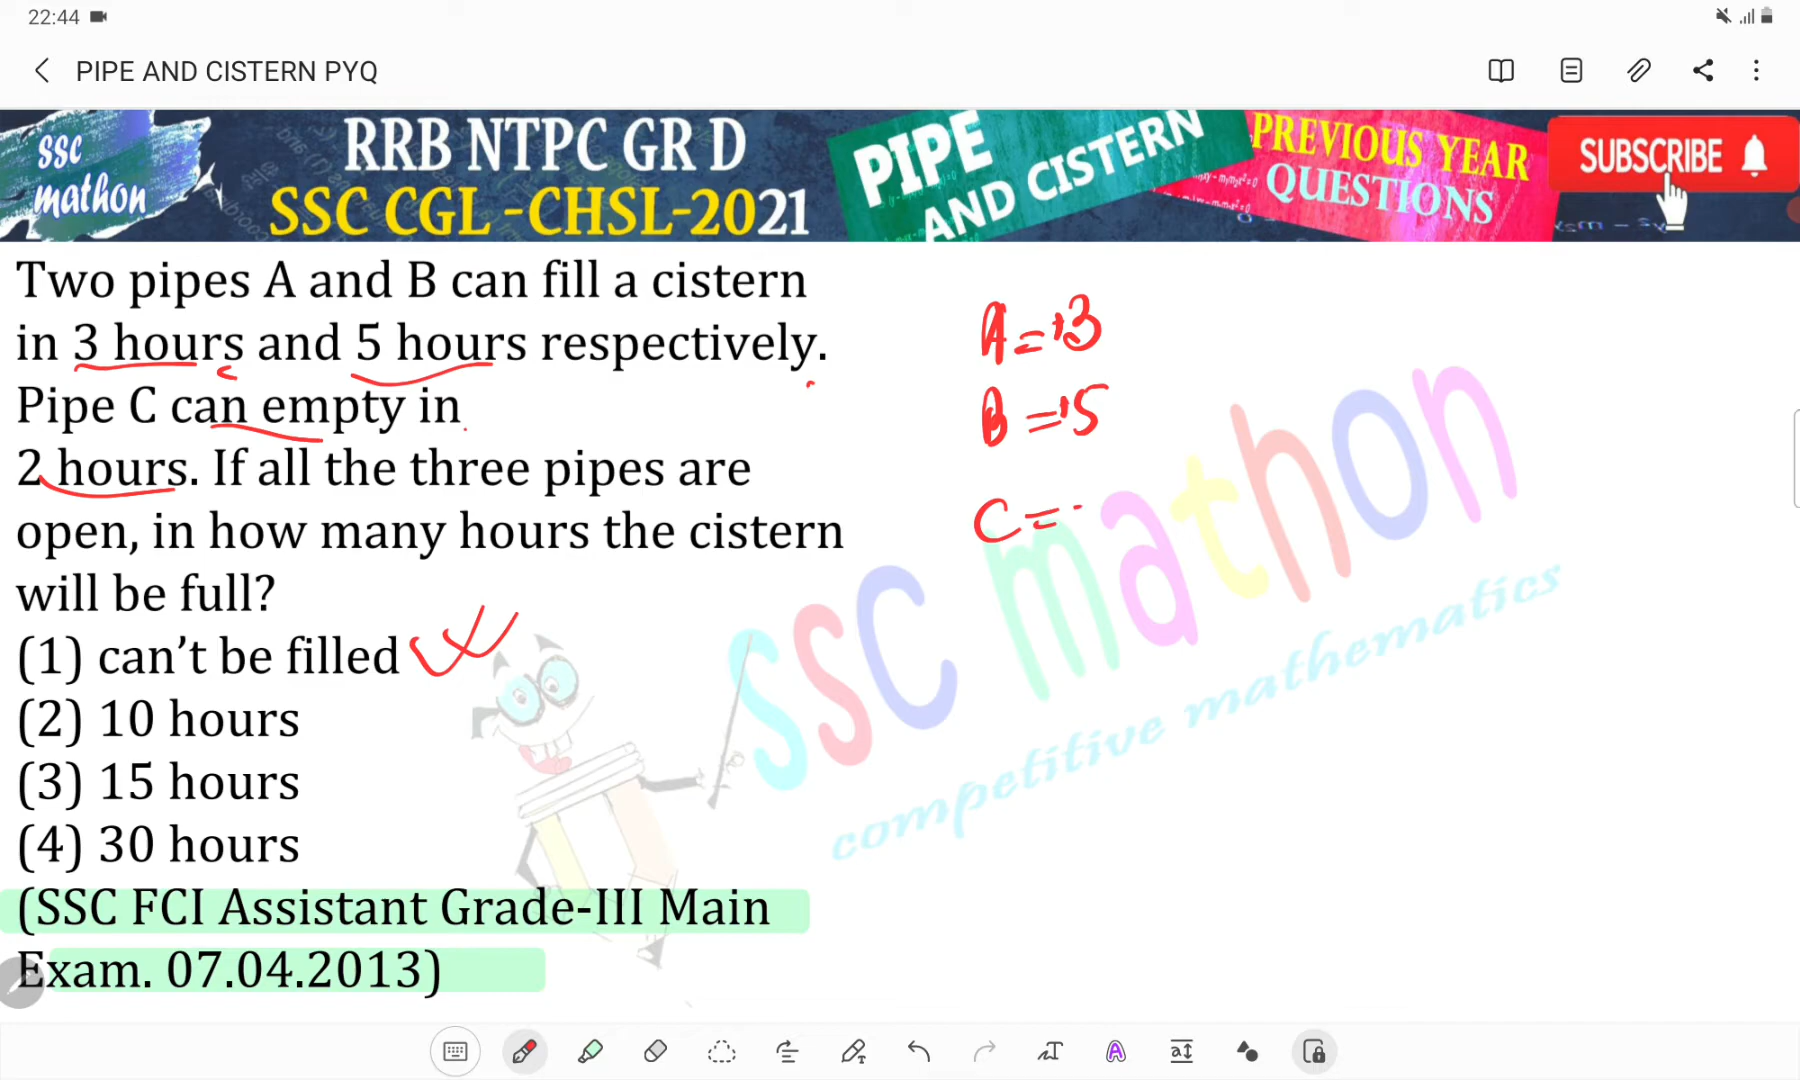 22:44
PIPE AND CISTERN PYQ
SSC
mathon
RRB NTPC GR D
SSC CGL -CHSL-2021
PIPE
AND CISTERN
PREVIOUS YEAR
QUESTIONS
SUBSCRIBE
Two pipes A and B can fill a cistern
in 3 hours and 5 hours respectively.
Pipe C can empty in
2 hours. If all the three pipes are
open, in how many hours the cistern
will be full?
(1) can't be filled
(2) 10 hours
(3) 15 hours
(4) 30 hours
(SSC FCI Assistant Grade-III Main
Exam. 07.04.2013)
A=+3
B=+5
C=-
ssc mathon
competitive mathematics